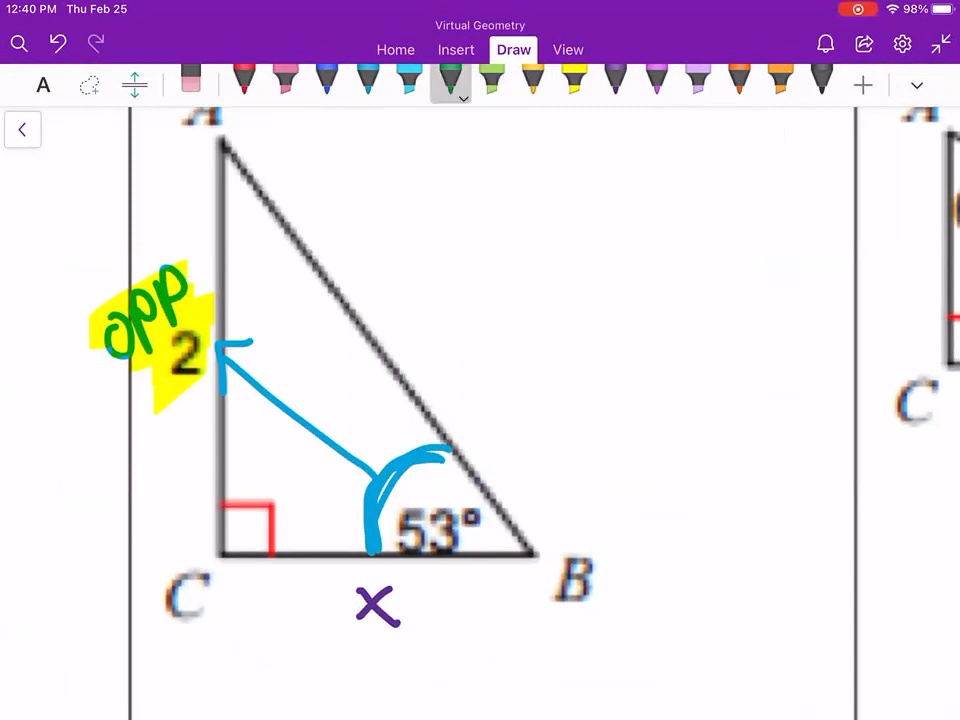 12:40 PM Thu Feb 25
98%
Virtual Geometry
Home Insert Draw View
A
A
A
opp
2
53°
C
C
B
x